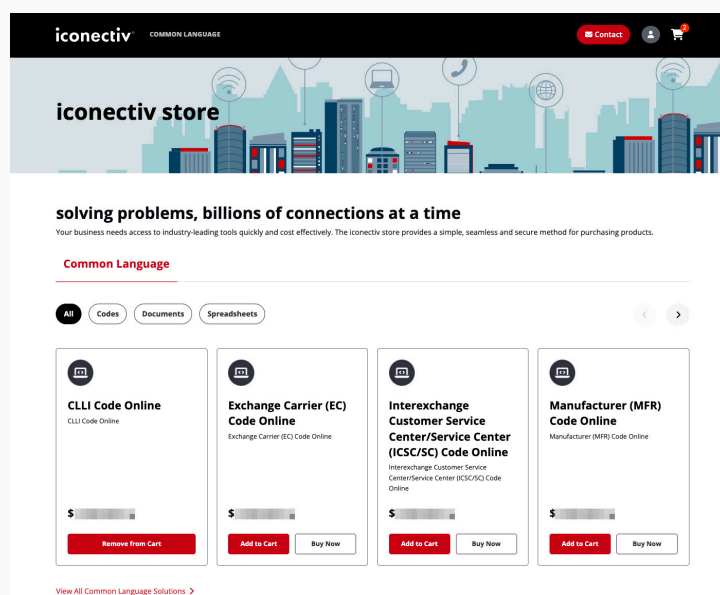 iconectiv® COMMON LANGUAGE Contact 2
iconectiv store
solving problems, billions of connections at a time
Your business needs access to industry-leading tools quickly and cost effectively. The iconectiv store provides a simple, seamless and secure method for purchasing products.
Common Language
All Codes Documents Spreadsheets
CLLI Code Online
CLLI Code Online
$
Remove from Cart
Exchange Carrier (EC)
Code Online
Exchange Carrier (EC) Code Online
$
Add to Cart Buy Now
Interexchange
Customer Service
Center/Service Center
(ICSC/SC) Code Online
Interexchange Customer Service
Center/Service Center (ICSC/SC) Code
Online
$
Add to Cart Buy Now
Manufacturer (MFR)
Code Online
Manufacturer (MFR) Code Online
$
Add to Cart Buy Now
View All Common Language Solutions